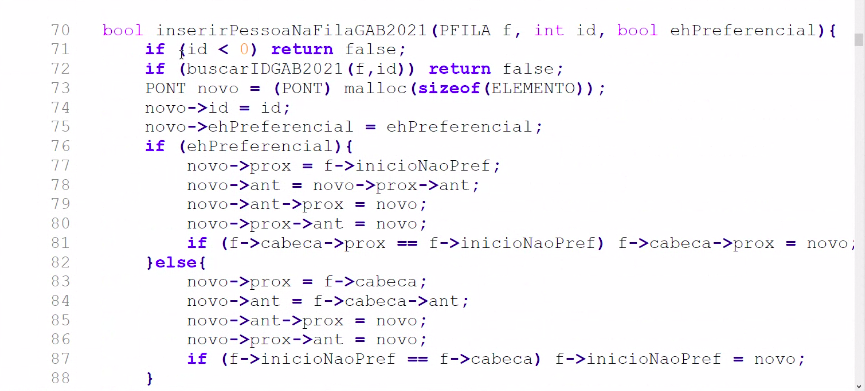 70 bool inserirPessoaNaFilaGAB2021(PFILA f, int id, bool ehPreferencial){
71 if (id < 0) return false;
72 if (buscarIDGAB2021(f,id)) return false;
73 PONT novo = (PONT) malloc(sizeof(ELEMENTO));
74 novo->id = id;
75 novo->ehPreferencial = ehPreferencial;
76 if (ehPreferencial){
77 novo->prox = f->inicioNaoPref;
78 novo->ant = novo->prox->ant;
79 novo->ant->prox = novo;
80 novo->prox->ant = novo;
81 if (f->cabeca->prox == f->inicioNaoPref) f->cabeca->prox = novo;
82 }else{
83 novo->prox = f->cabeca;
84 novo->ant = f->cabeca->ant;
85 novo->ant->prox = novo;
86 novo->prox->ant = novo;
87 if (f->inicioNaoPref == f->cabeca) f->inicioNaoPref = novo;
88 }